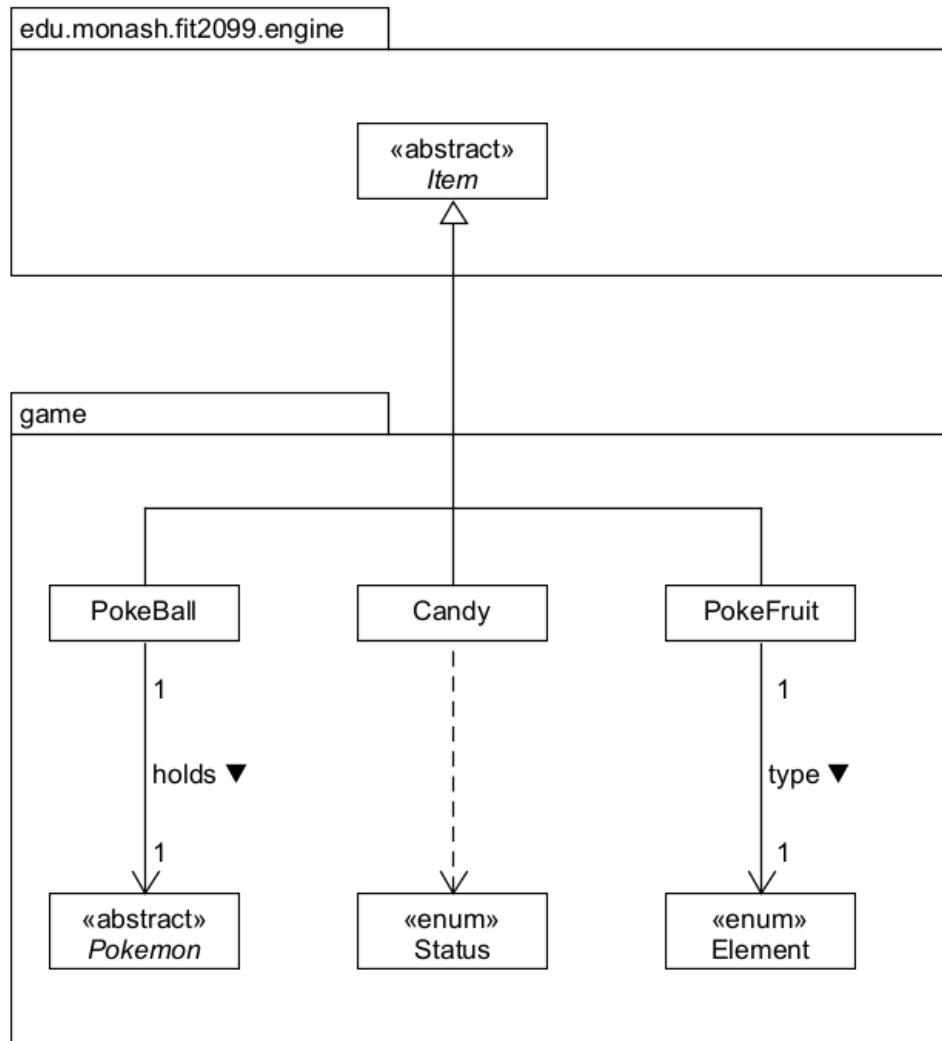 edu.monash.fit2099.engine
«abstract»
Item
game
PokeBall
Candy
PokeFruit
1
1
holds ▼
type ▼
1
1
«abstract»
Pokemon
«enum»
Status
«enum»
Element